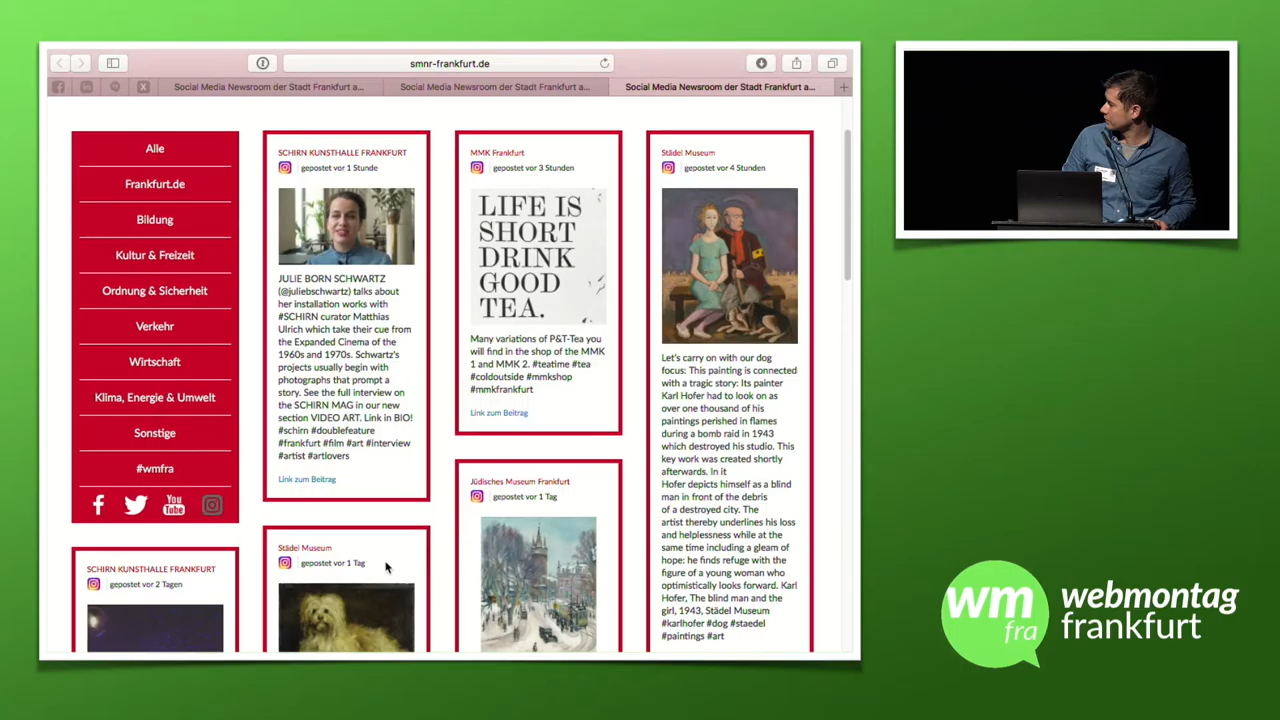 smnr-frankfurt.de
Social Media Newsroom der Stadt Frankfurt a...
Social Media Newsroom der Stadt Frankfurt a...
Social Media Newsroom der Stadt Frankfurt a...
Alle
Frankfurt.de
Bildung
Kultur & Freizeit
Ordnung & Sicherheit
Verkehr
Wirtschaft
Klima, Energie & Umwelt
Sonstige
#wmfra
You
Tube
SCHIRN KUNSTHALLE FRANKFURT
gepostet vor 2 Tagen
SCHIRN KUNSTHALLE FRANKFURT
gepostet vor 1 Stunde
JULIE BORN SCHWARTZ
(@juliebschwartz) talks about
her installation works with
#SCHIRN curator Matthias
Ulrich which take their cue from
the Expanded Cinema of the
1960s and 1970s. Schwartz's
projects usually begin with
photographs that prompt a
story. See the full interview on
the SCHIRN MAG in our new
section VIDEO ART. Link in BIO!
#schirn #doublefeature
#frankfurt #film #art #interview
#artist #artlovers
Link zum Beitrag
Städel Museum
gepostet vor 1 Tag
MMK Frankfurt
gepostet vor 3 Stunden
LIFE IS
SHORT
DRINK
GOOD
TEA.
Many variations of P&T-Tea you
will find in the shop of the MMK
1 and MMK 2. #teatime #tea
#coldoutside #mmkshop
#mmkfrankfurt
Link zum Beitrag
Jüdisches Museum Frankfurt
gepostet vor 1 Tag
Städel Museum
gepostet vor 4 Stunden
Let's carry on with our dog
focus: This painting is connected
with a tragic story: Its painter
Karl Hofer had to look on as
over one thousand of his
paintings perished in flames
during a bomb raid in 1943
which destroyed his studio. This
key work was created shortly
afterwards. In it
Hofer depicts himself as a blind
man in front of the debris
of a destroyed city. The
artist thereby underlines his loss
and helplessness while at the
same time including a gleam of
hope: he finds refuge with the
figure of a young woman who
optimistically looks forward. Karl
Hofer, The blind man and the
girl, 1943, Städel Museum
#karlhofer #dog #staedel
#paintings #art
wm
fra
webmontag
frankfurt